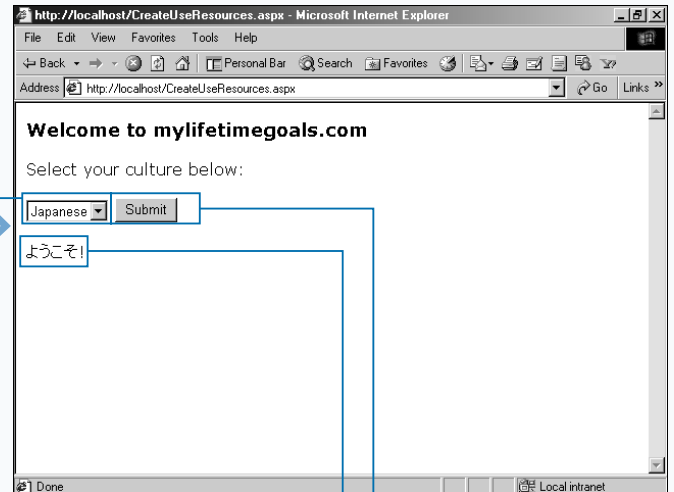 http://localhost/CreateUseResources.aspx - Microsoft Internet Explorer
File Edit View Favorites Tools Help
Back Personal Bar Search Favorites
Address http://localhost/CreateUseResources.aspx Go Links »
Welcome to mylifetimegoals.com
Select your culture below:
Japanese Submit
ようこそ!
Done Local intranet